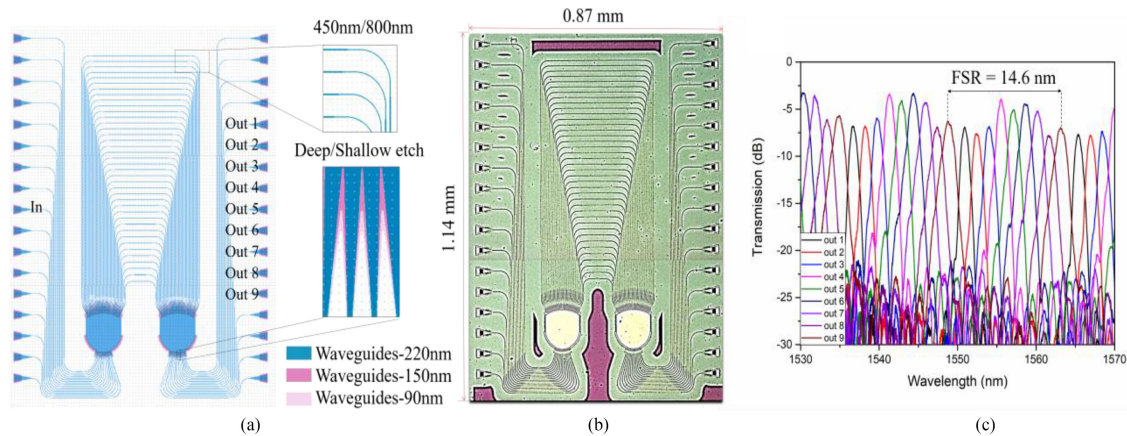 450nm/800nm
Out 1
Out 2
Out 3
Out 4
Out 5
Out 6
Out 7
Out 8
Out 9
In
Deep/Shallow etch
Waveguides-220nm
Waveguides-150nm
Waveguides-90nm
(a)
0.87 mm
1.14 mm
(b)
FSR = 14.6 nm
Transmission (dB)
0
-5
-10
-15
-20
-25
-30
out 1
out 2
out 3
out 4
out 5
out 6
out 7
out 8
out 9
1530
1540
1550
1560
1570
Wavelength (nm)
(c)